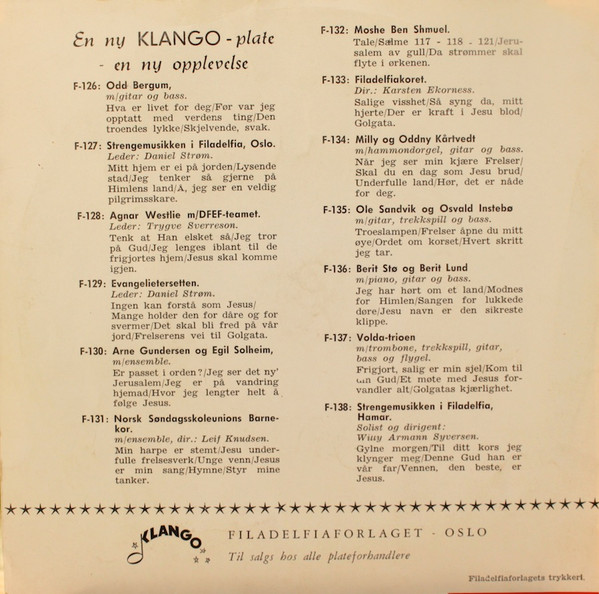 En ny KLANGO - plate
- en ny opplevelse
F-126: Odd Bergum,
m/gitar og bass.
Hva er livet for deg/Før var jeg
opptatt med verdens ting/Den
troendes lykke/Skjelvende, svak.
F-127: Strengemusikken i Filadelfia, Oslo.
Leder: Daniel Strøm.
Mitt hjem er ei på jorden/Lysende
stad/Jeg tenker så gjerne på
Himlens land/Å, jeg ser en veldig
pilgrimsskare.
F-128: Agnar Westlie m/DFEF-teamet.
Leder: Trygve Sverreson.
Tenk at Han elsket så/Jeg tror
på Gud/Jeg lenges iblant til de
frigjortes hjem/Jesus skal komme
igjen.
F-129: Evangelietersetten.
Leder: Daniel Strøm.
Ingen kan forstå som Jesus/
Mange holder den for dåre og for
svermer/Det skal bli fred på vår
jord/Frelserens vei til Golgata.
F-130: Arne Gundersen og Egil Solheim,
m/ensemble.
Er passet i orden?/Jeg ser det ny'
Jerusalem/Jeg er på vandring
hjemad/Hvor jeg lengter helt å
følge Jesus.
F-131: Norsk Søndagsskoleunions Barne-
kor.
m/ensemble, dir.: Leif Knudsen.
Min harpe er stemt/Jesu under-
fulle frelsesverk/Unge venn/Jesus
er min sang/Hymne/Styr mine
tanker.
F-132: Moshe Ben Shmuel.
Tale/Salme 117 - 118 - 121/Jeru-
salem av gull/Da strømmer skal
flyte i ørkenen.
F-133: Filadelfiakoret.
Dir.: Karsten Ekorness.
Salige visshet/Så syng da, mitt
hjerte/Der er kraft i Jesu blod/
Golgata.
F-134: Milly og Oddny Kårtvedt
m/hammondorgel, gitar og bass.
Når jeg ser min kjære Frelser/
Skal du en dag som Jesu brud/
Underfulle land/Hør, det er nåde
for deg.
F-135: Ole Sandvik og Osvald Instebø
m/gitar, trekkspill og bass.
Troeslampen/Frelser åpne du mitt
øye/Ordet om korset/Hvert skritt
jeg tar.
F-136: Berit Stø og Berit Lund
m/piano, gitar og bass.
Jeg har hørt om et land/Modnes
for Himlen/Sangen for lukkede
døre/Jesu navn er den sikreste
klippe.
F-137: Volda-trioen
m/trombone, trekkspill, gitar,
bass og flygel.
Frigjort, salig er min sjel/Kom til
din Gud/Et møte med Jesus for-
vandler alt/Golgatas kjærlighet.
F-138: Strengemusikken i Filadelfia,
Hamar.
Solist og dirigent:
Willy Armann Syversen.
Gylne morgen/Til ditt kors jeg
klynger meg/Denne Gud han er
vår far/Vennen, den beste, er
Jesus.
KLANGO
FILADELFIAFORLAGET - OSLO
Til salgs hos alle plateforhandlere
Filadelfiaforlagets trykkeri.